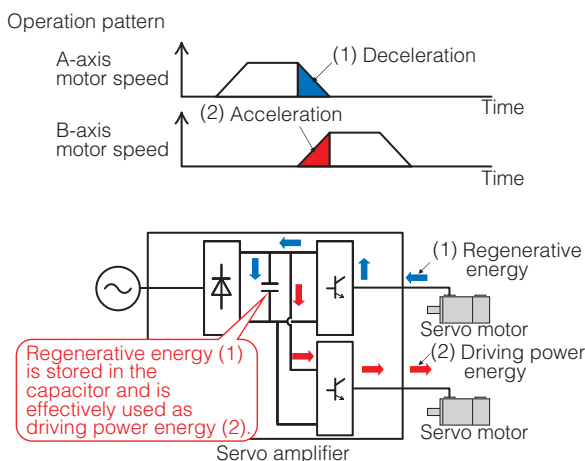 Operation pattern
A-axis
motor speed
(1) Deceleration
Time
(2) Acceleration
B-axis
motor speed
Time
(1) Regenerative
energy
Servo motor
(2) Driving power
energy
Servo motor
Regenerative energy (1)
is stored in the
capacitor and is
effectively used as
driving power energy (2).
Servo amplifier